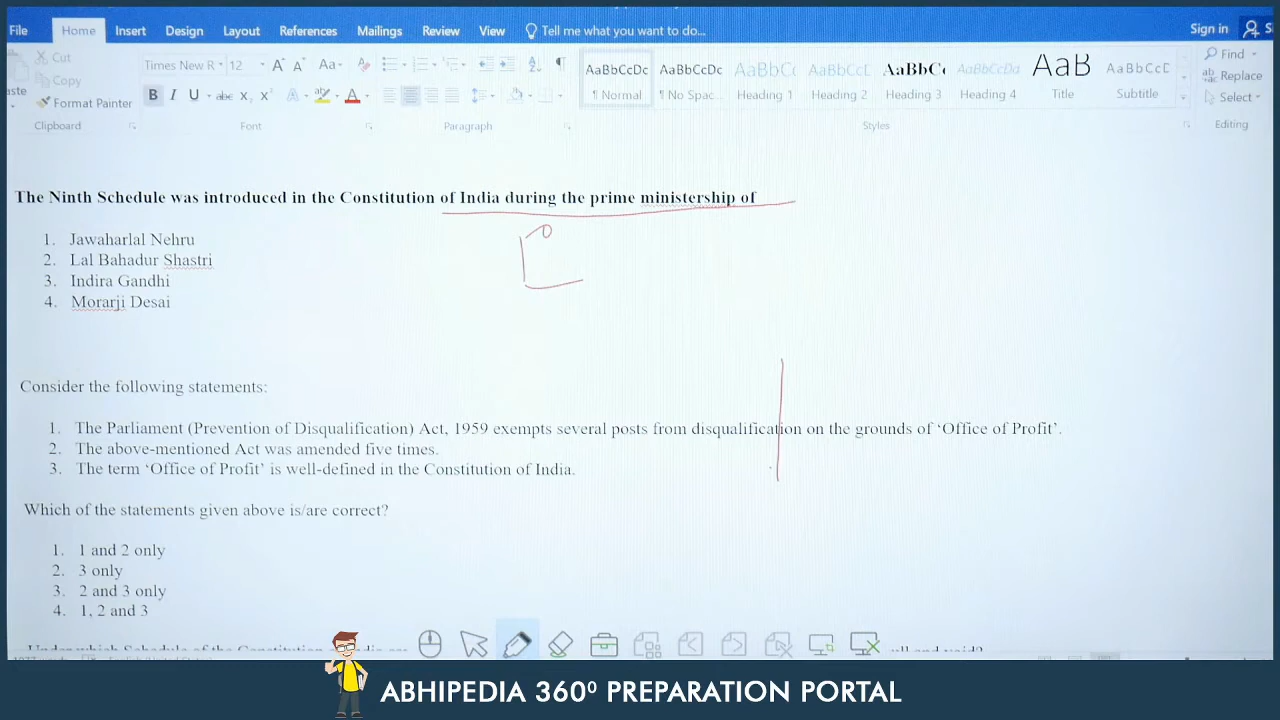 File Home Insert Design Layout References Mailings Review View Tell me what you want to do... Sign in
Cut
Times New R 12 Aa
AaBbCcDc AaBbCcDc AaBbCc AaBbCcD AaBbCc AaBbCcDd AaB AaBbCcD
Find
Copy
Replace
Format Painter
B I U abc X₂ X² A A
¶ Normal ¶ No Spac... Heading 1 Heading 2 Heading 3 Heading 4 Title Subtitle
Select
Clipboard Font Paragraph Styles Editing
The Ninth Schedule was introduced in the Constitution of India during the prime ministership of
1. Jawaharlal Nehru
2. Lal Bahadur Shastri
3. Indira Gandhi
4. Morarji Desai
Consider the following statements:
1. The Parliament (Prevention of Disqualification) Act, 1959 exempts several posts from disqualification on the grounds of ‘Office of Profit’.
2. The above-mentioned Act was amended five times.
3. The term ‘Office of Profit’ is well-defined in the Constitution of India.
Which of the statements given above is/are correct?
1. 1 and 2 only
2. 3 only
3. 2 and 3 only
4. 1, 2 and 3
ABHIPEDIA 360⁰ PREPARATION PORTAL